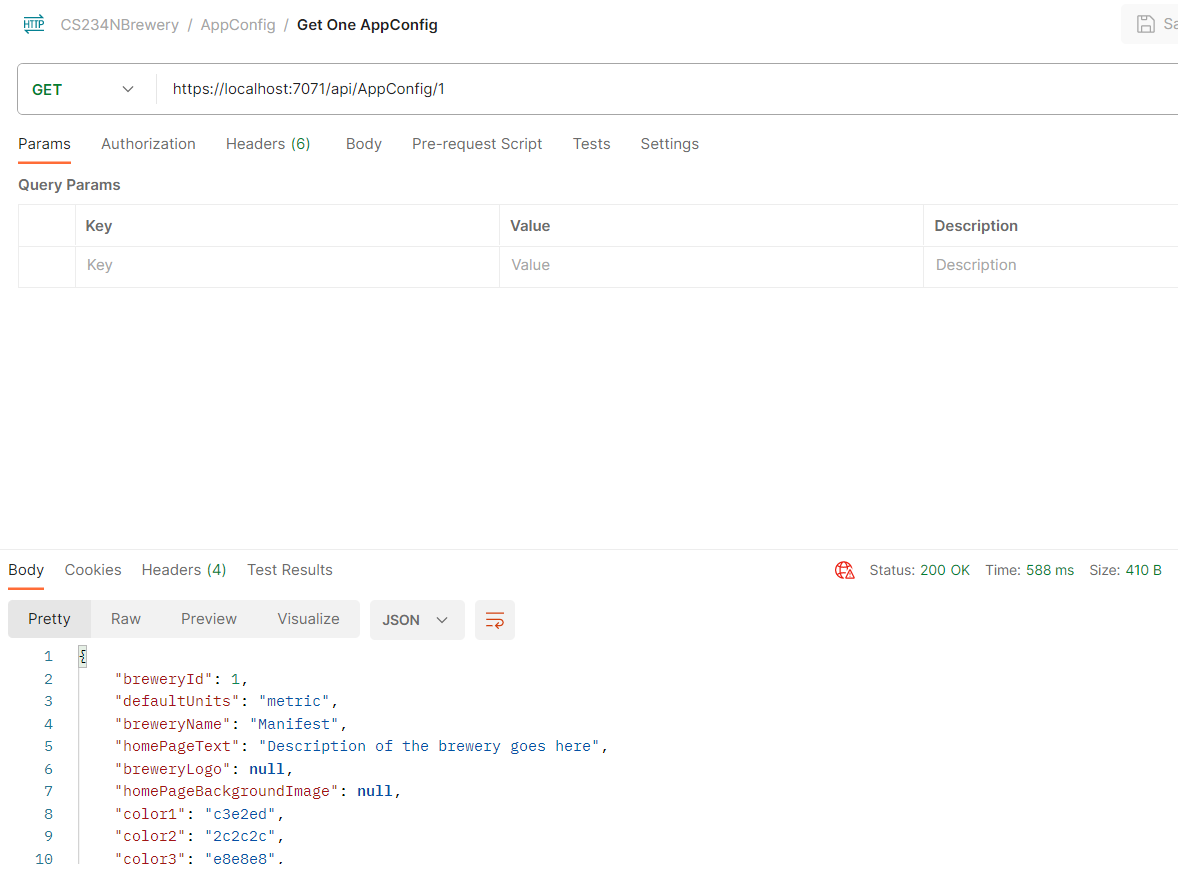 HTTP CS234NBrewery / AppConfig / Get One AppConfig
GET https://localhost:7071/api/AppConfig/1
Params Authorization Headers (6) Body Pre-request Script Tests Settings
Query Params
Key Value Description
Key Value Description
Body Cookies Headers (4) Test Results Status: 200 OK Time: 588 ms Size: 410 B
Pretty Raw Preview Visualize JSON
1 {
2 "breweryId": 1,
3 "defaultUnits": "metric",
4 "breweryName": "Manifest",
5 "homePageText": "Description of the brewery goes here",
6 "breweryLogo": null,
7 "homePageBackgroundImage": null,
8 "color1": "c3e2ed",
9 "color2": "2c2c2c",
10 "color3": "e8e8e8",